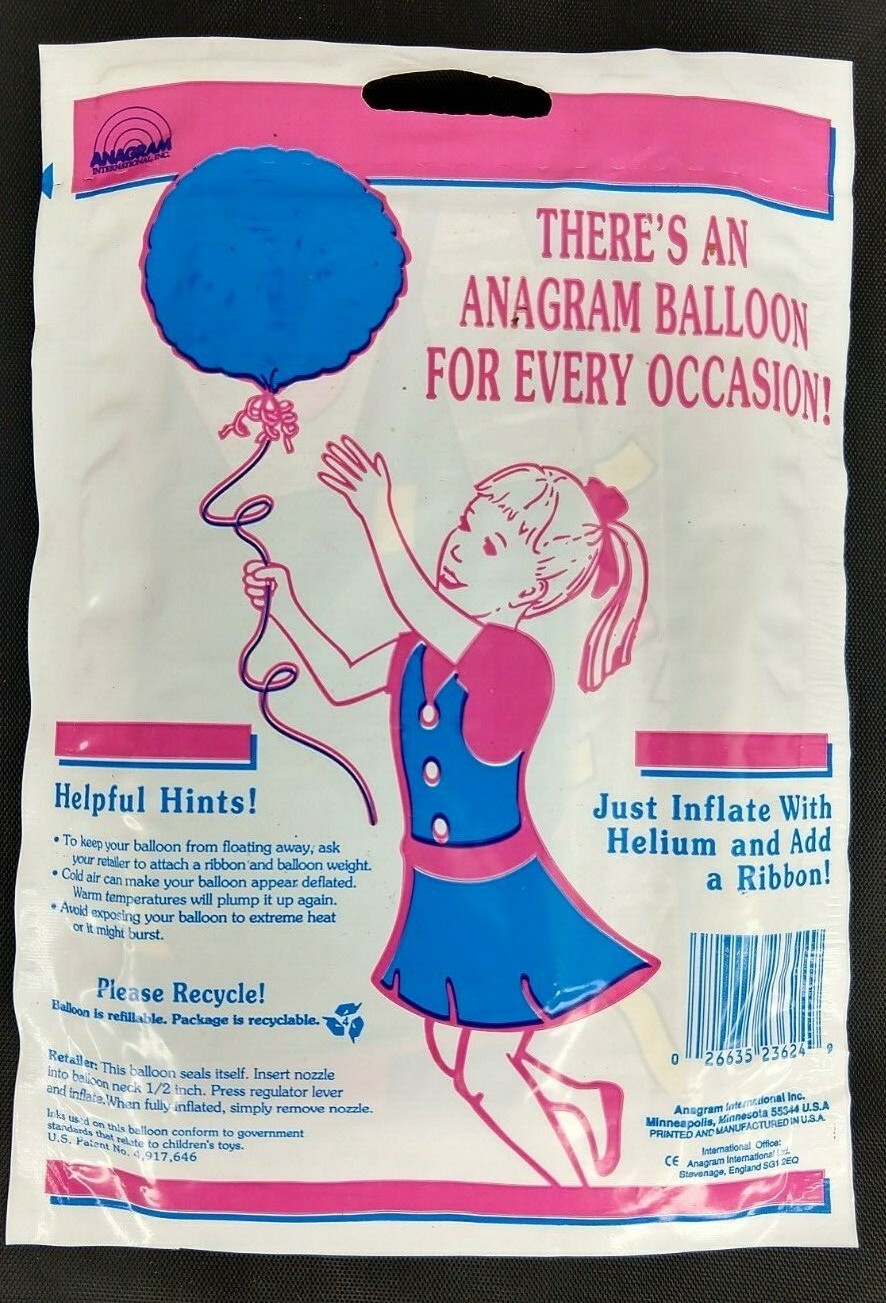 ANAGRAM
INTERNATIONAL, INC.
THERE'S AN
ANAGRAM BALLOON
FOR EVERY OCCASION!
Helpful Hints!
• To keep your balloon from floating away, ask
your retailer to attach a ribbon and balloon weight.
• Cold air can make your balloon appear deflated.
Warm temperatures will plump it up again.
• Avoid exposing your balloon to extreme heat
or it might burst.
Please Recycle!
Balloon is refillable. Package is recyclable.
4
Retailer: This balloon seals itself. Insert nozzle
into balloon neck 1/2 inch. Press regulator lever
and inflate. When fully inflated, simply remove nozzle.
Inks used on this balloon conform to government
standards that relate to children's toys.
U.S. Patent No. 4,917,646
Just Inflate With
Helium and Add
a Ribbon!
0 26635 23624 9
Anagram International Inc.
Minneapolis, Minnesota 55344 U.S.A
PRINTED AND MANUFACTURED IN U.S.A.
International Office:
CE Anagram International Ltd.
Stevenage, England SG1 2EQ